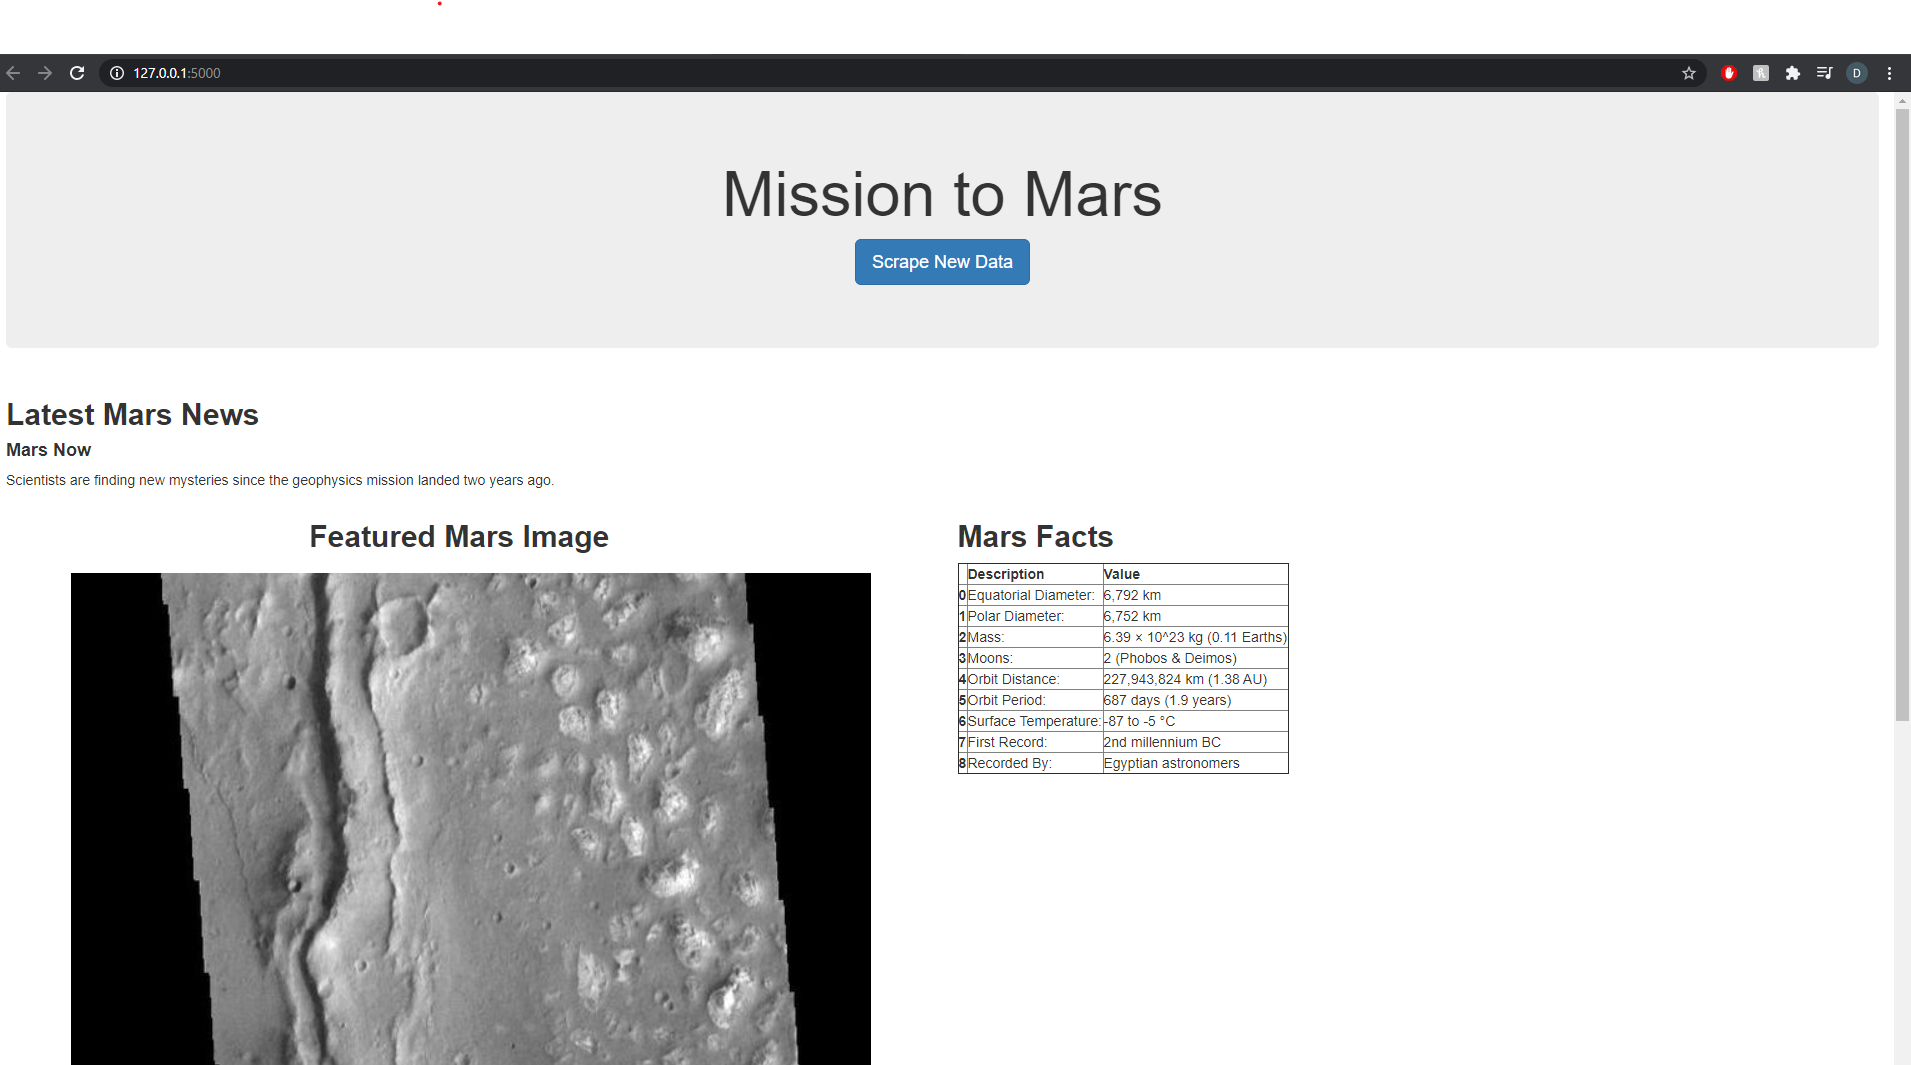 127.0.0.1:5000
D
Mission to Mars
Scrape New Data
Latest Mars News
Mars Now
Scientists are finding new mysteries since the geophysics mission landed two years ago.
Featured Mars Image
Mars Facts
Description Value
0 Equatorial Diameter: 6,792 km
1 Polar Diameter: 6,752 km
2 Mass: 6.39 × 10^23 kg (0.11 Earths)
3 Moons: 2 (Phobos & Deimos)
4 Orbit Distance: 227,943,824 km (1.38 AU)
5 Orbit Period: 687 days (1.9 years)
6 Surface Temperature: -87 to -5 °C
7 First Record: 2nd millennium BC
8 Recorded By: Egyptian astronomers